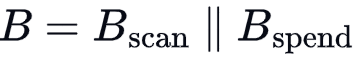 B = B_scan ∥ B_spend